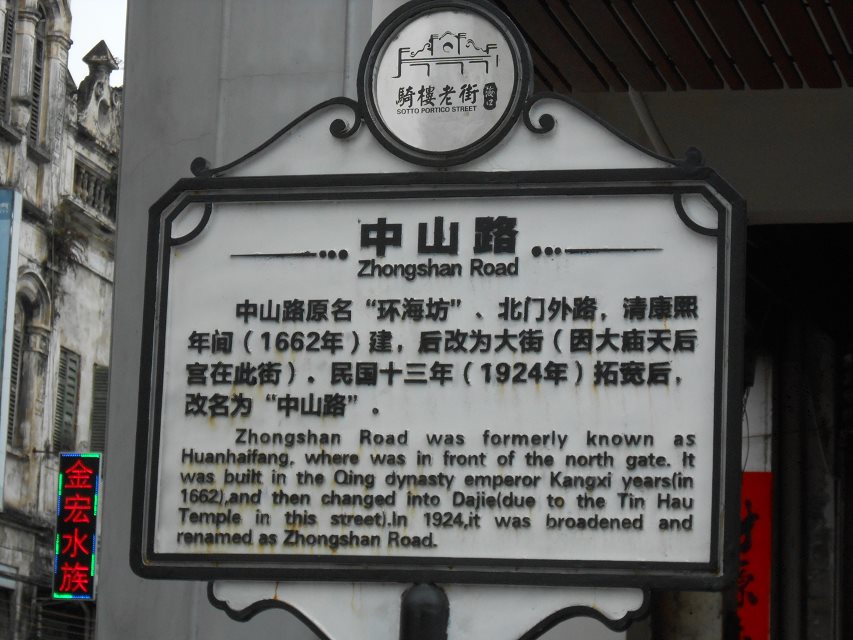 騎樓老街
海口
SOTTO PORTICO STREET
中山路
Zhongshan Road
中山路原名“环海坊”、北门外路，清康熙
年间（1662年）建，后改为大街（因大庙天后
宫在此街）。民国十三年（1924年）拓宽后，
改名为“中山路”。
Zhongshan Road was formerly known as
Huanhaifang, where was in front of the north gate. It
was built in the Qing dynasty emperor Kangxi years(in
1662),and then changed into Dajie(due to the Tin Hau
Temple in this street).In 1924,it was broadened and
renamed as Zhongshan Road.
金宏水族